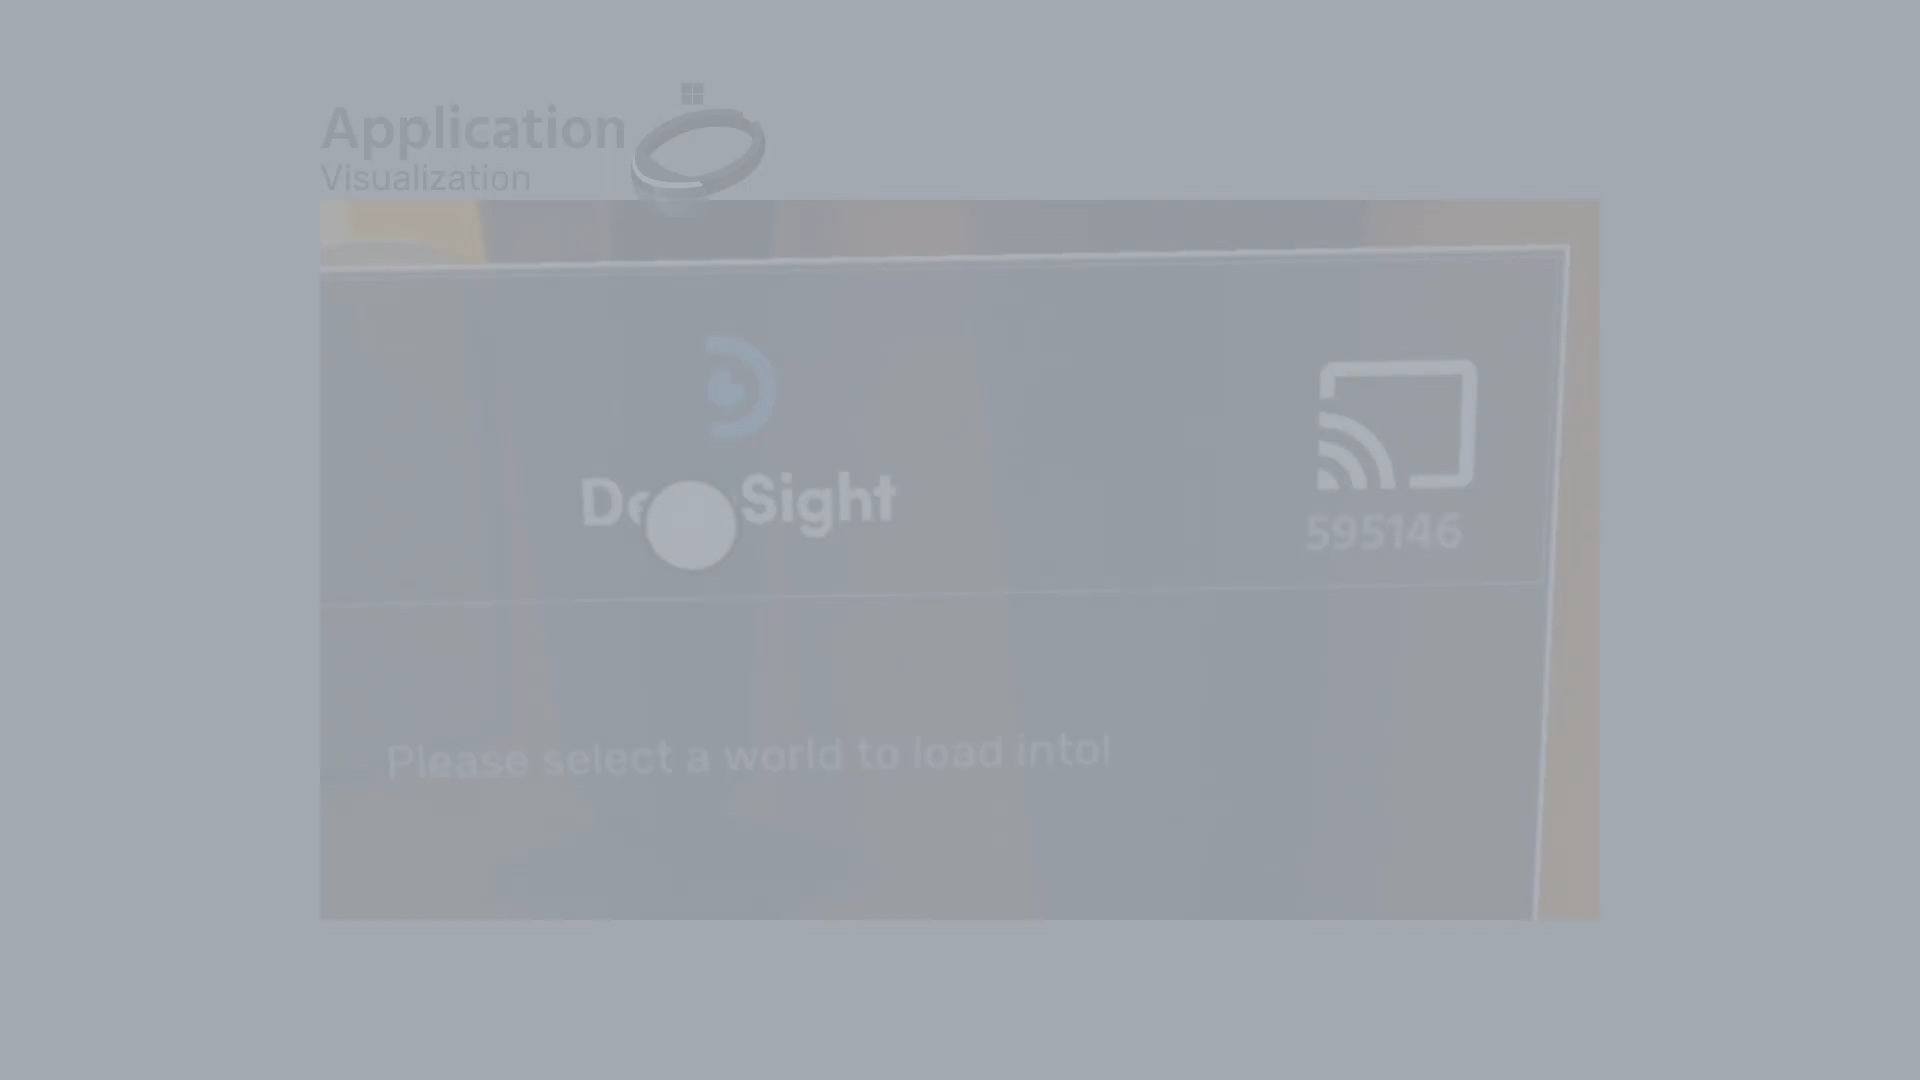 Application
Visualization
Sight
595146
Please select a world to load into!